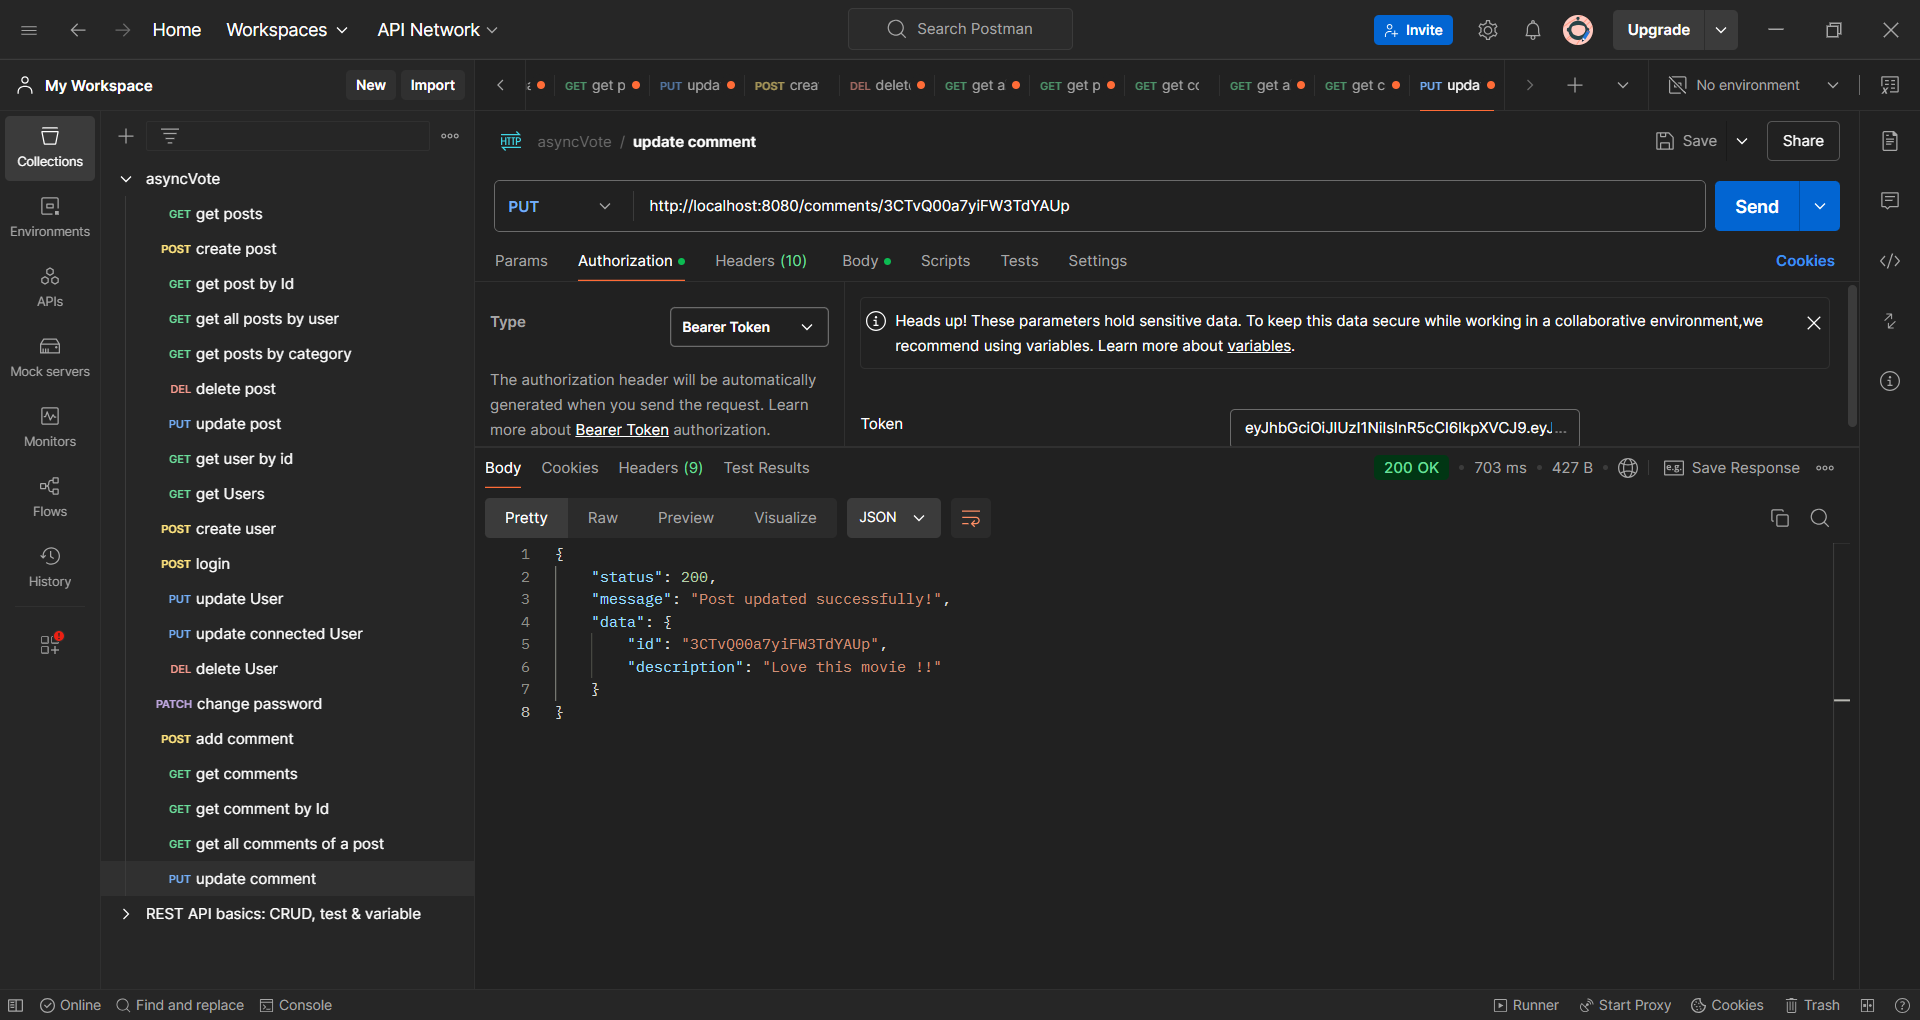 Home Workspaces API Network Search Postman Invite Upgrade
My Workspace New Import
GET get p PUT upda POST crea DEL delet GET get a GET get p GET get cc GET get a GET get c PUT upda No environment
Collections
Environments
APIs
Mock servers
Monitors
Flows
History
asyncVote
GET get posts
POST create post
GET get post by Id
GET get all posts by user
GET get posts by category
DEL delete post
PUT update post
GET get user by id
GET get Users
POST create user
POST login
PUT update User
PUT update connected User
DEL delete User
PATCH change password
POST add comment
GET get comments
GET get comment by Id
GET get all comments of a post
PUT update comment
REST API basics: CRUD, test & variable
HTTP asyncVote / update comment Save Share
PUT http://localhost:8080/comments/3CTvQ00a7yiFW3TdYAUp Send
Params Authorization Headers (10) Body Scripts Tests Settings Cookies
Type Bearer Token
The authorization header will be automatically
generated when you send the request. Learn
more about Bearer Token authorization.
Heads up! These parameters hold sensitive data. To keep this data secure while working in a collaborative environment,we
recommend using variables. Learn more about variables.
Token
Body Cookies Headers (9) Test Results 200 OK 703 ms 427 B e.g. Save Response
Pretty Raw Preview Visualize JSON
1 {
2 "status": 200,
3 "message": "Post updated successfully!",
4 "data": {
5 "id": "3CTvQ00a7yiFW3TdYAUp",
6 "description": "Love this movie !!"
7 }
8 }
Online Find and replace Console Runner Start Proxy Cookies Trash